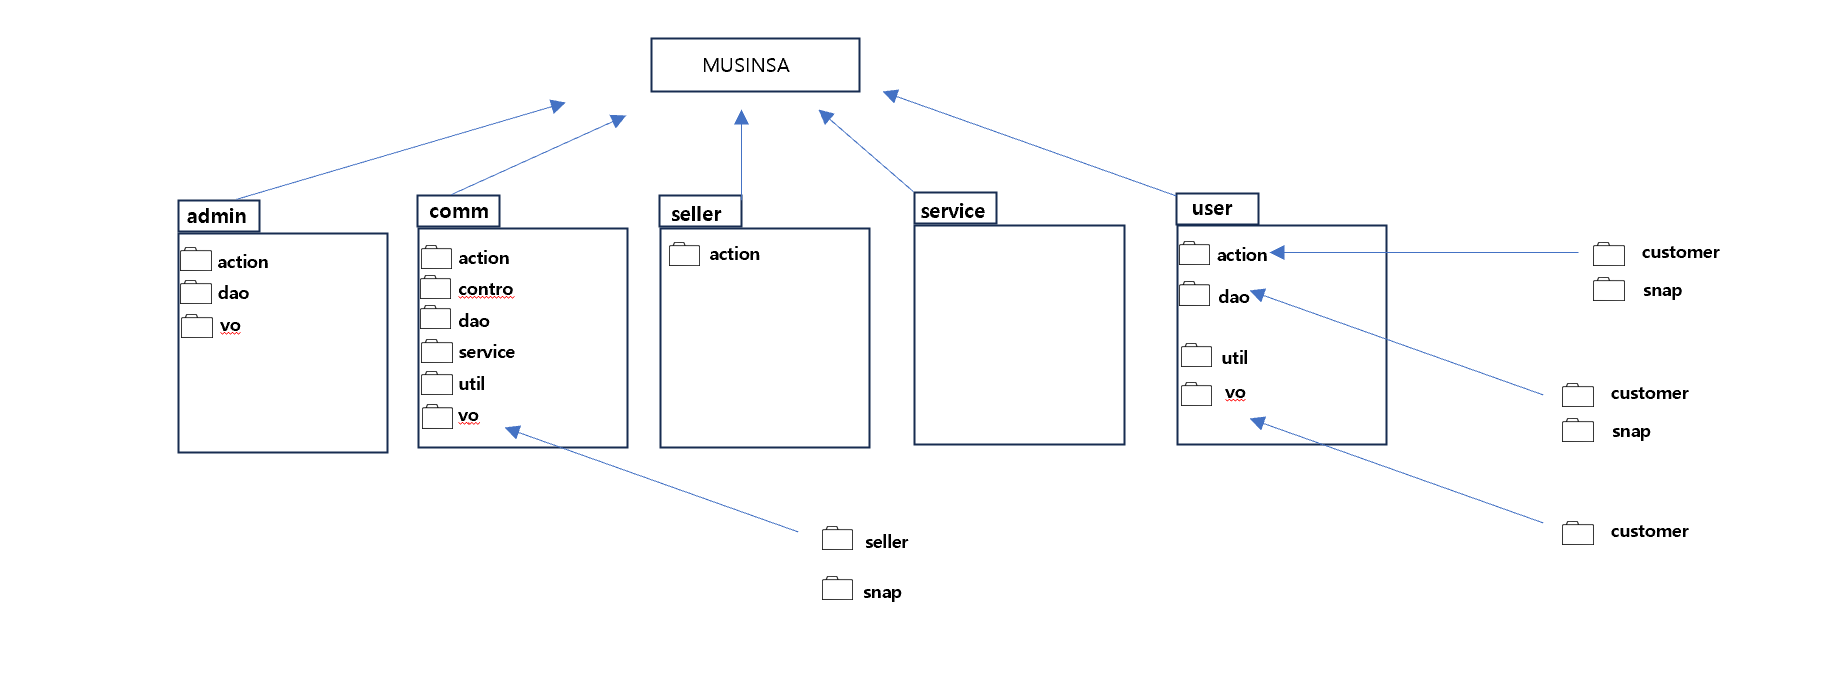 MUSINSA
admin
action
dao
vo
comm
action
contro
dao
service
util
vo
seller
snap
seller
action
service
user
action
dao
util
vo
customer
snap
customer
snap
customer